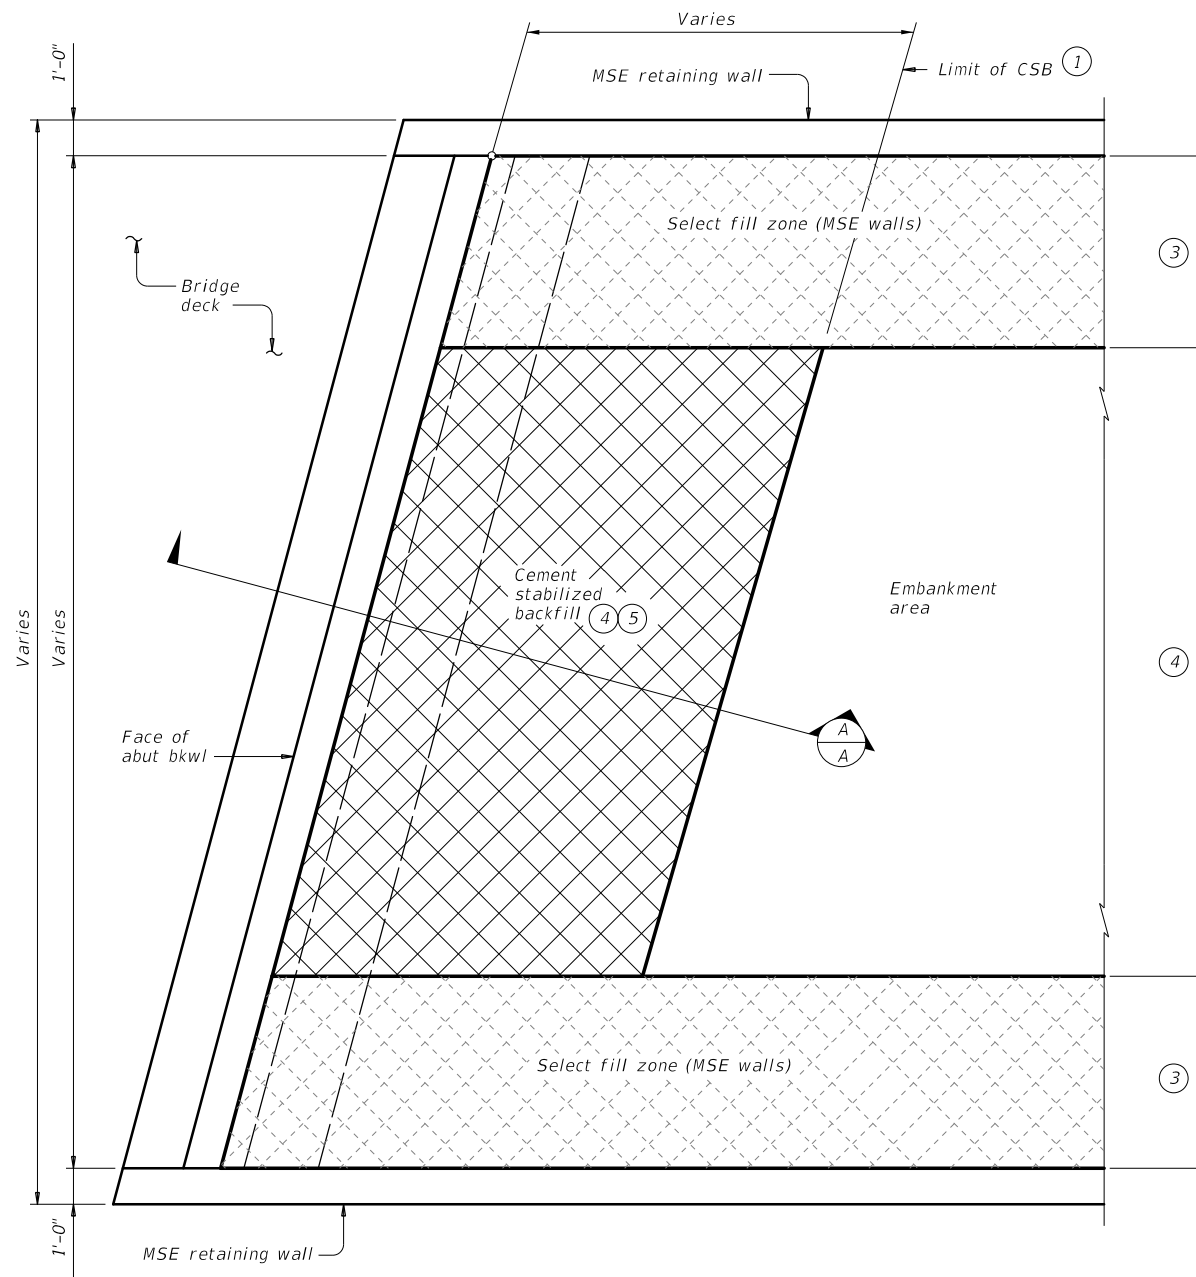 Varies
1'-0"
MSE retaining wall
Limit of CSB 1
Select fill zone (MSE walls)
3
Bridge
deck
Cement
stabilized
backfill 4 5
Embankment
area
Varies
Varies
4
Face of
abut bkwl
A
A
Select fill zone (MSE walls)
3
1'-0"
MSE retaining wall